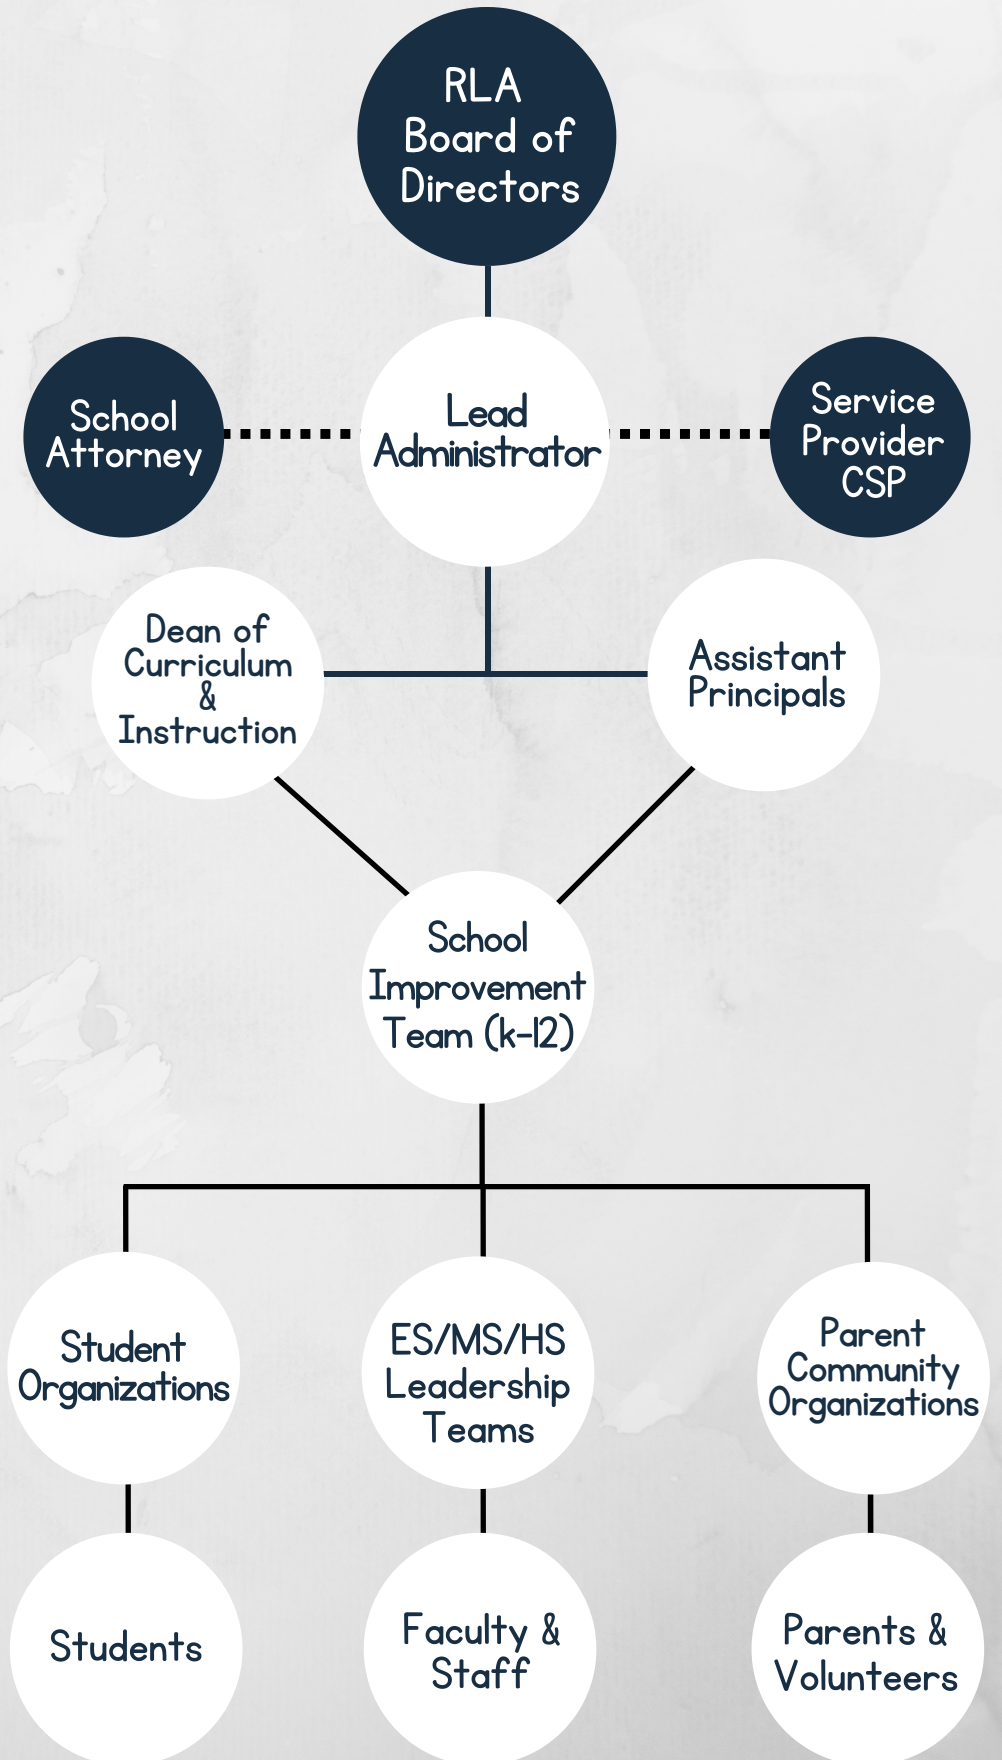 RLA
Board of
Directors
School
Attorney
Lead
Administrator
Service
Provider
CSP
Dean of
Curriculum
&
Instruction
Assistant
Principals
School
Improvement
Team (k-12)
Student
Organizations
ES/MS/HS
Leadership
Teams
Parent
Community
Organizations
Students
Faculty &
Staff
Parents &
Volunteers